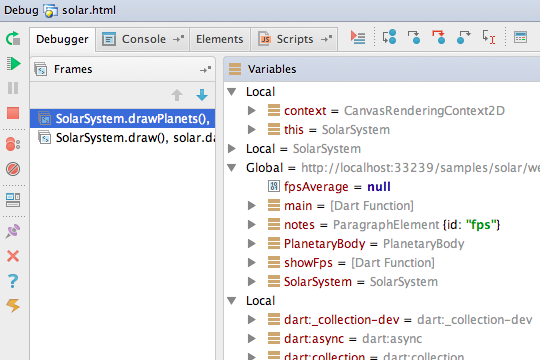 Debug solar.html
Debugger Console Elements Scripts
Frames
SolarSystem.drawPlanets(),
SolarSystem.draw(), solar.da
Variables
Local
context = CanvasRenderingContext2D
this = SolarSystem
Local = SolarSystem
Global = http://localhost:33239/samples/solar/we
fpsAverage = null
main = [Dart Function]
notes = ParagraphElement {id: "fps"}
PlanetaryBody = PlanetaryBody
showFps = [Dart Function]
SolarSystem = SolarSystem
Local
dart:_collection-dev = dart:_collection-dev
dart:async = dart:async
dart:collection = dart:collection